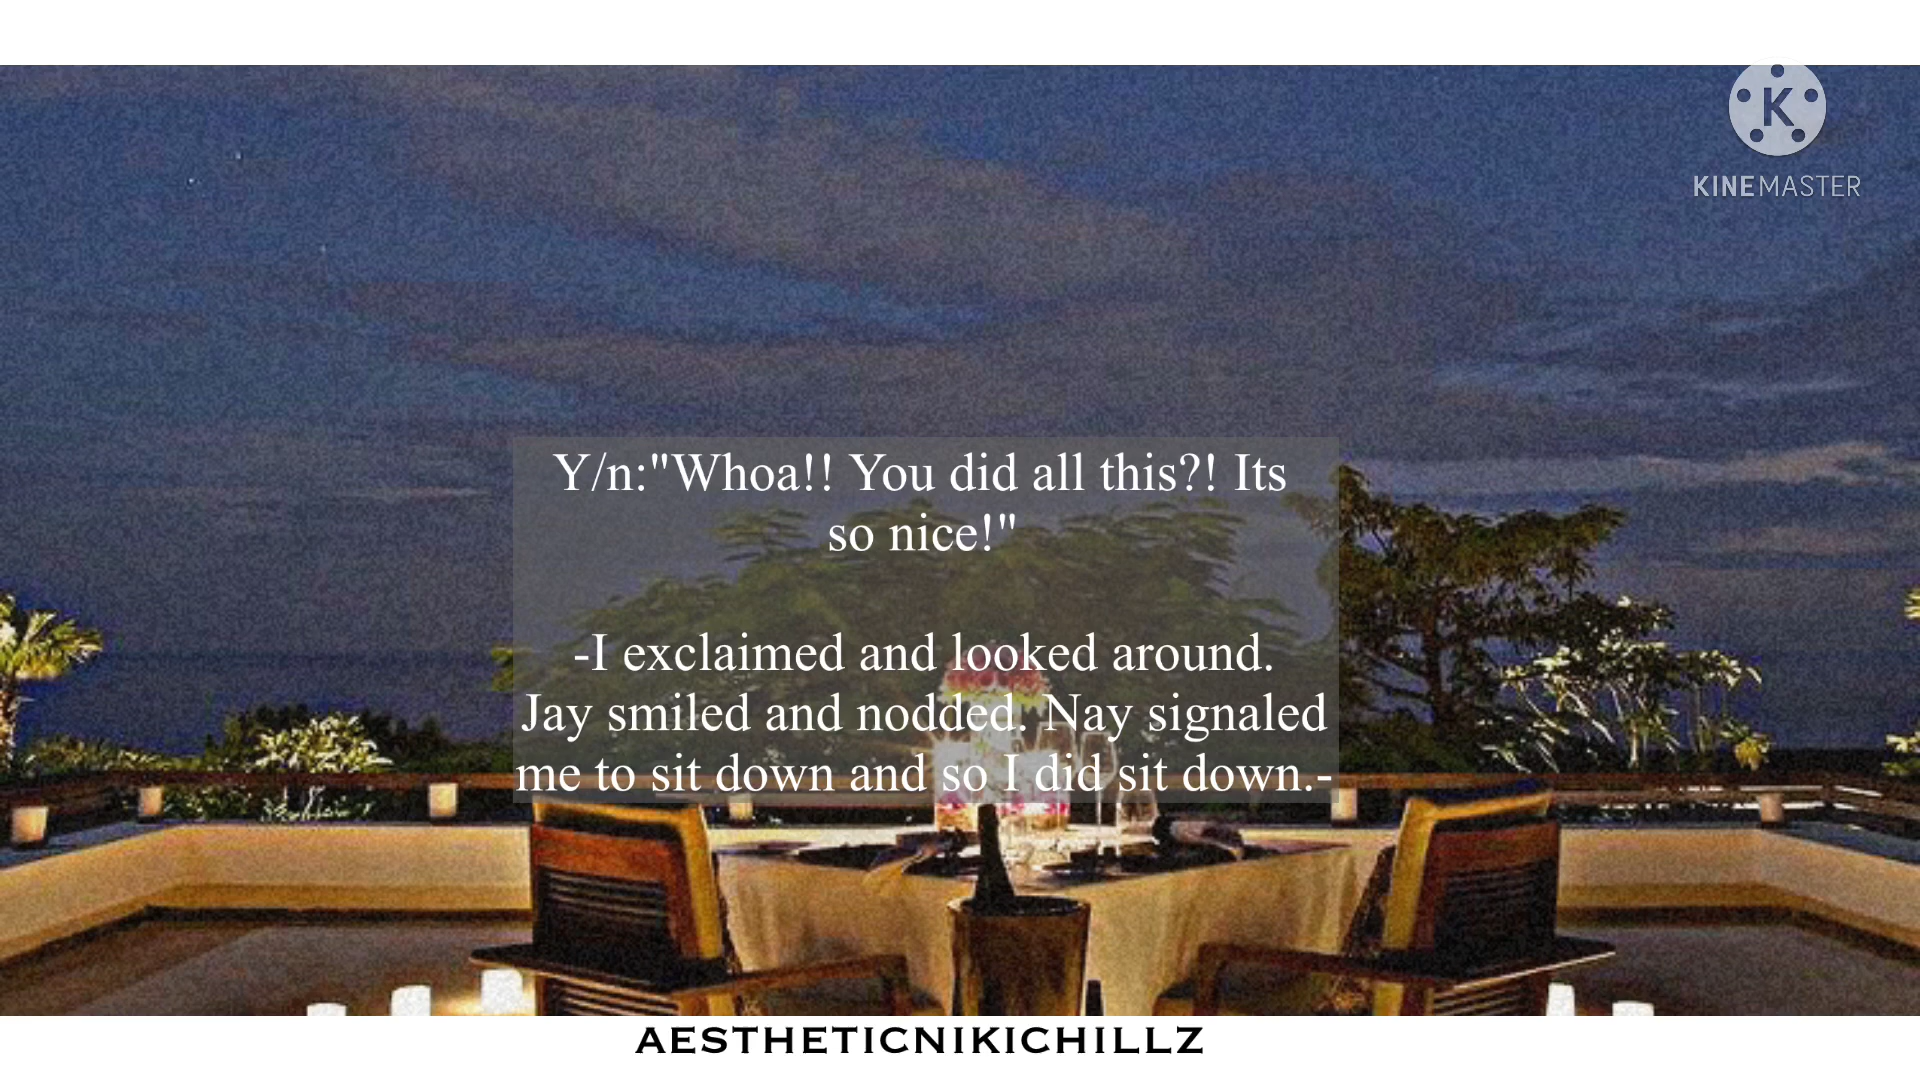 K
KINEMASTER
Y/n:"Whoa!! You did all this?! Its
so nice!"
-I exclaimed and looked around.
Jay smiled and nodded. Nay signaled
me to sit down and so I did sit down.-
AESTHETICNIKICHILLZ